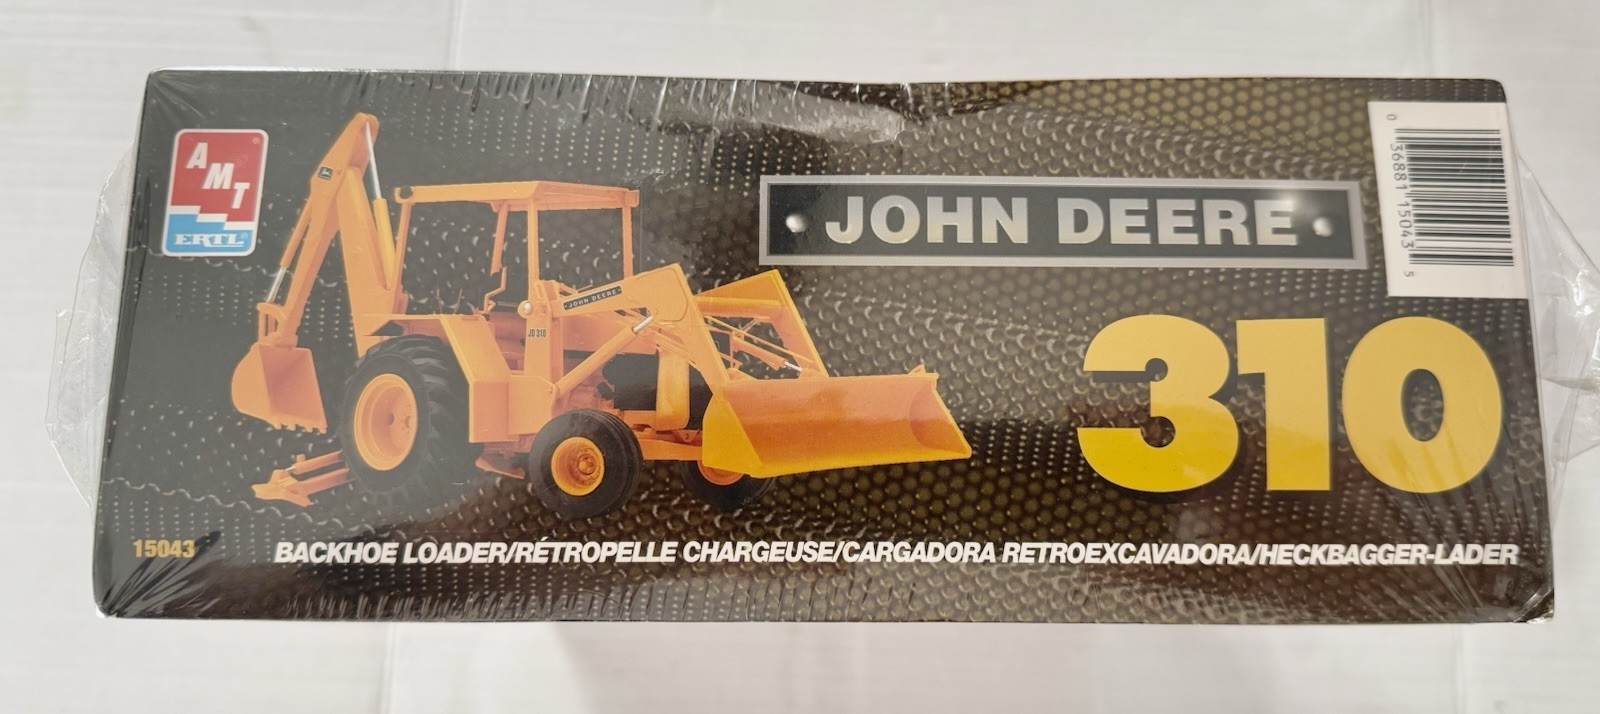 AMT
ERTL
JOHN DEERE
0 36881 15043 5
JOHN DEERE
JD 310
310
15043
BACKHOE LOADER/RÉTROPELLE CHARGEUSE/CARGADORA RETROEXCAVADORA/HECKBAGGER-LADER